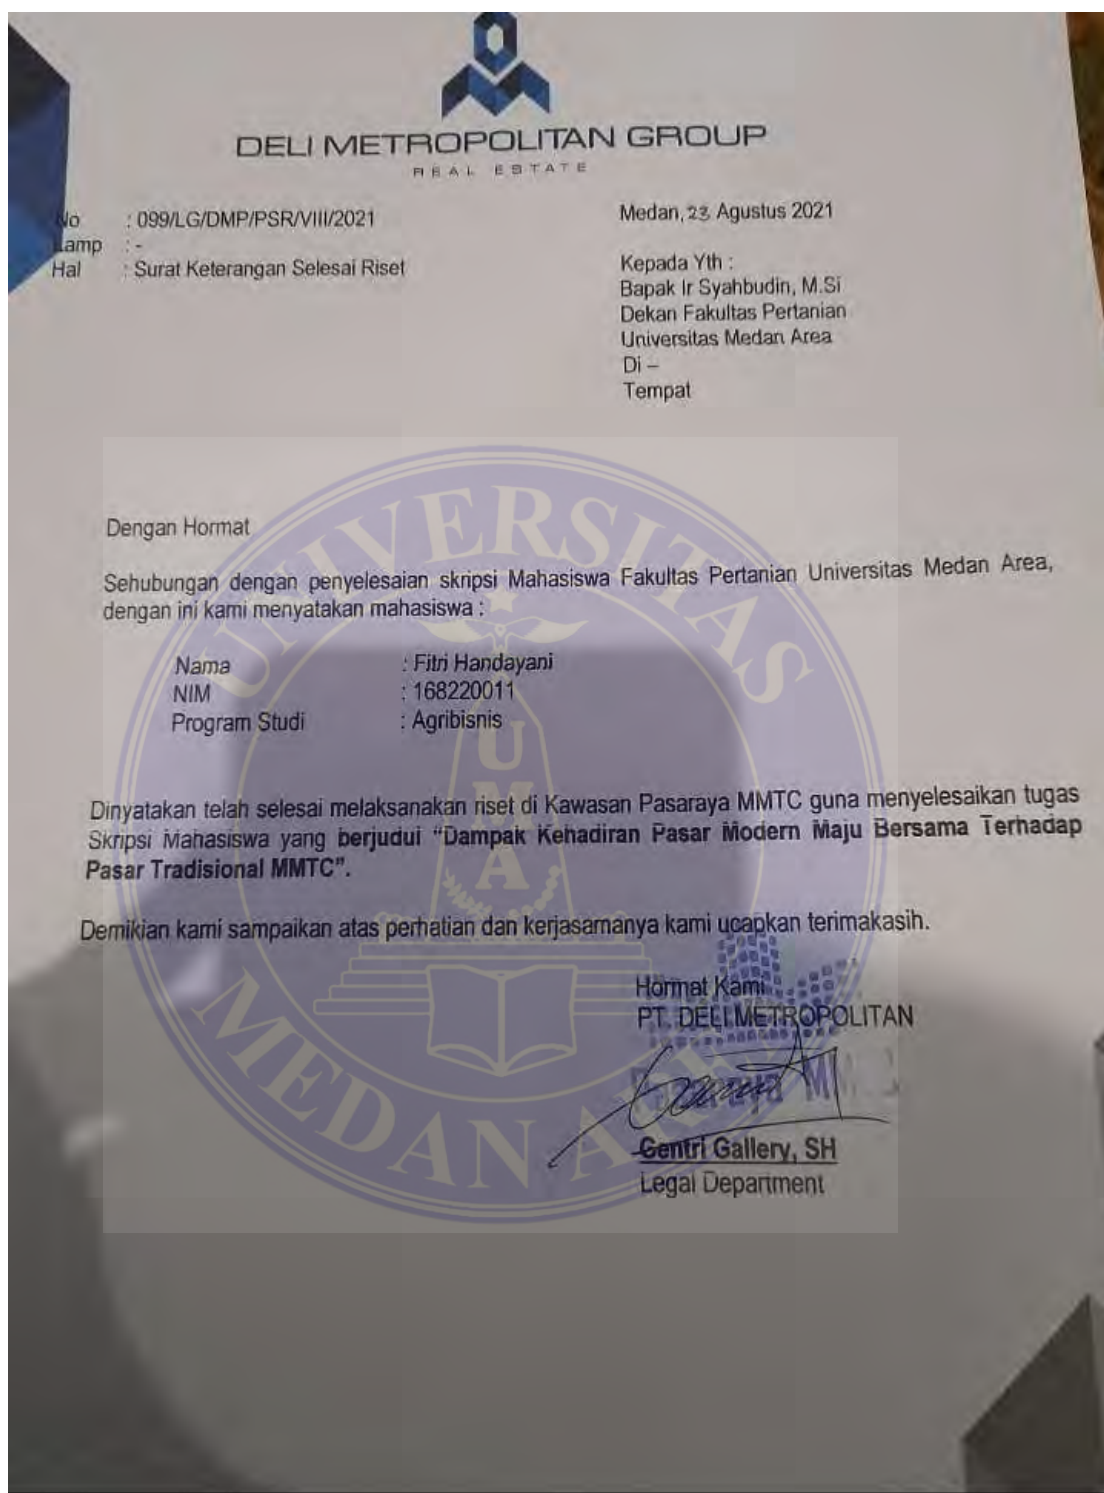 DELI METROPOLITAN GROUP
REAL ESTATE
No : 099/LG/DMP/PSR/VIII/2021
Lamp : -
Hal : Surat Keterangan Selesai Riset
Medan, 23 Agustus 2021
Kepada Yth :
Bapak Ir Syahbudin, M.Si
Dekan Fakultas Pertanian
Universitas Medan Area
Di –
Tempat
Dengan Hormat
Sehubungan dengan penyelesaian skripsi Mahasiswa Fakultas Pertanian Universitas Medan Area,
dengan ini kami menyatakan mahasiswa :
Nama : Fitri Handayani
NIM : 168220011
Program Studi : Agribisnis
Dinyatakan telah selesai melaksanakan riset di Kawasan Pasaraya MMTC guna menyelesaikan tugas
Skripsi Mahasiswa yang berjudul “Dampak Kehadiran Pasar Modern Maju Bersama Terhadap
Pasar Tradisional MMTC”.
Demikian kami sampaikan atas perhatian dan kerjasamanya kami ucapkan terimakasih.
Hormat Kami
PT. DELI METROPOLITAN
Pasaraya MM
Gentri Gallery, SH
Legal Department
UNIVERSITAS
MEDAN AREA
UMA